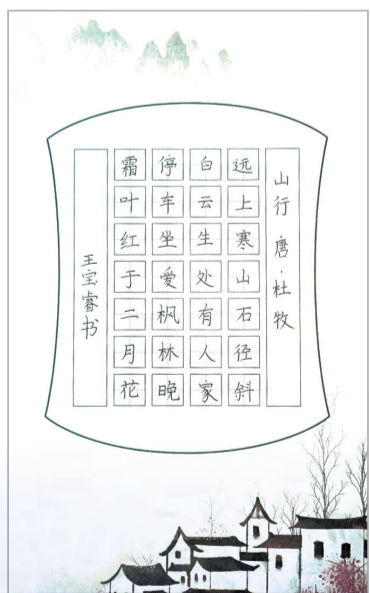 山行 唐·杜牧
远上寒山石径斜
白云生处有人家
停车坐爱枫林晚
霜叶红于二月花
王宝睿书